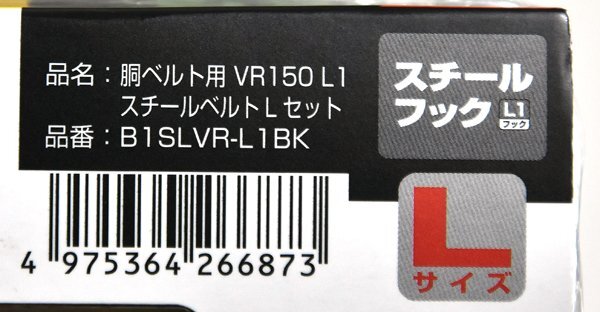 品名：胴ベルト用 VR150 L1
スチールベルト L セット
品番：B1SLVR-L1BK
スチール
フック L1
フック
L
サイズ
4 975364 266873